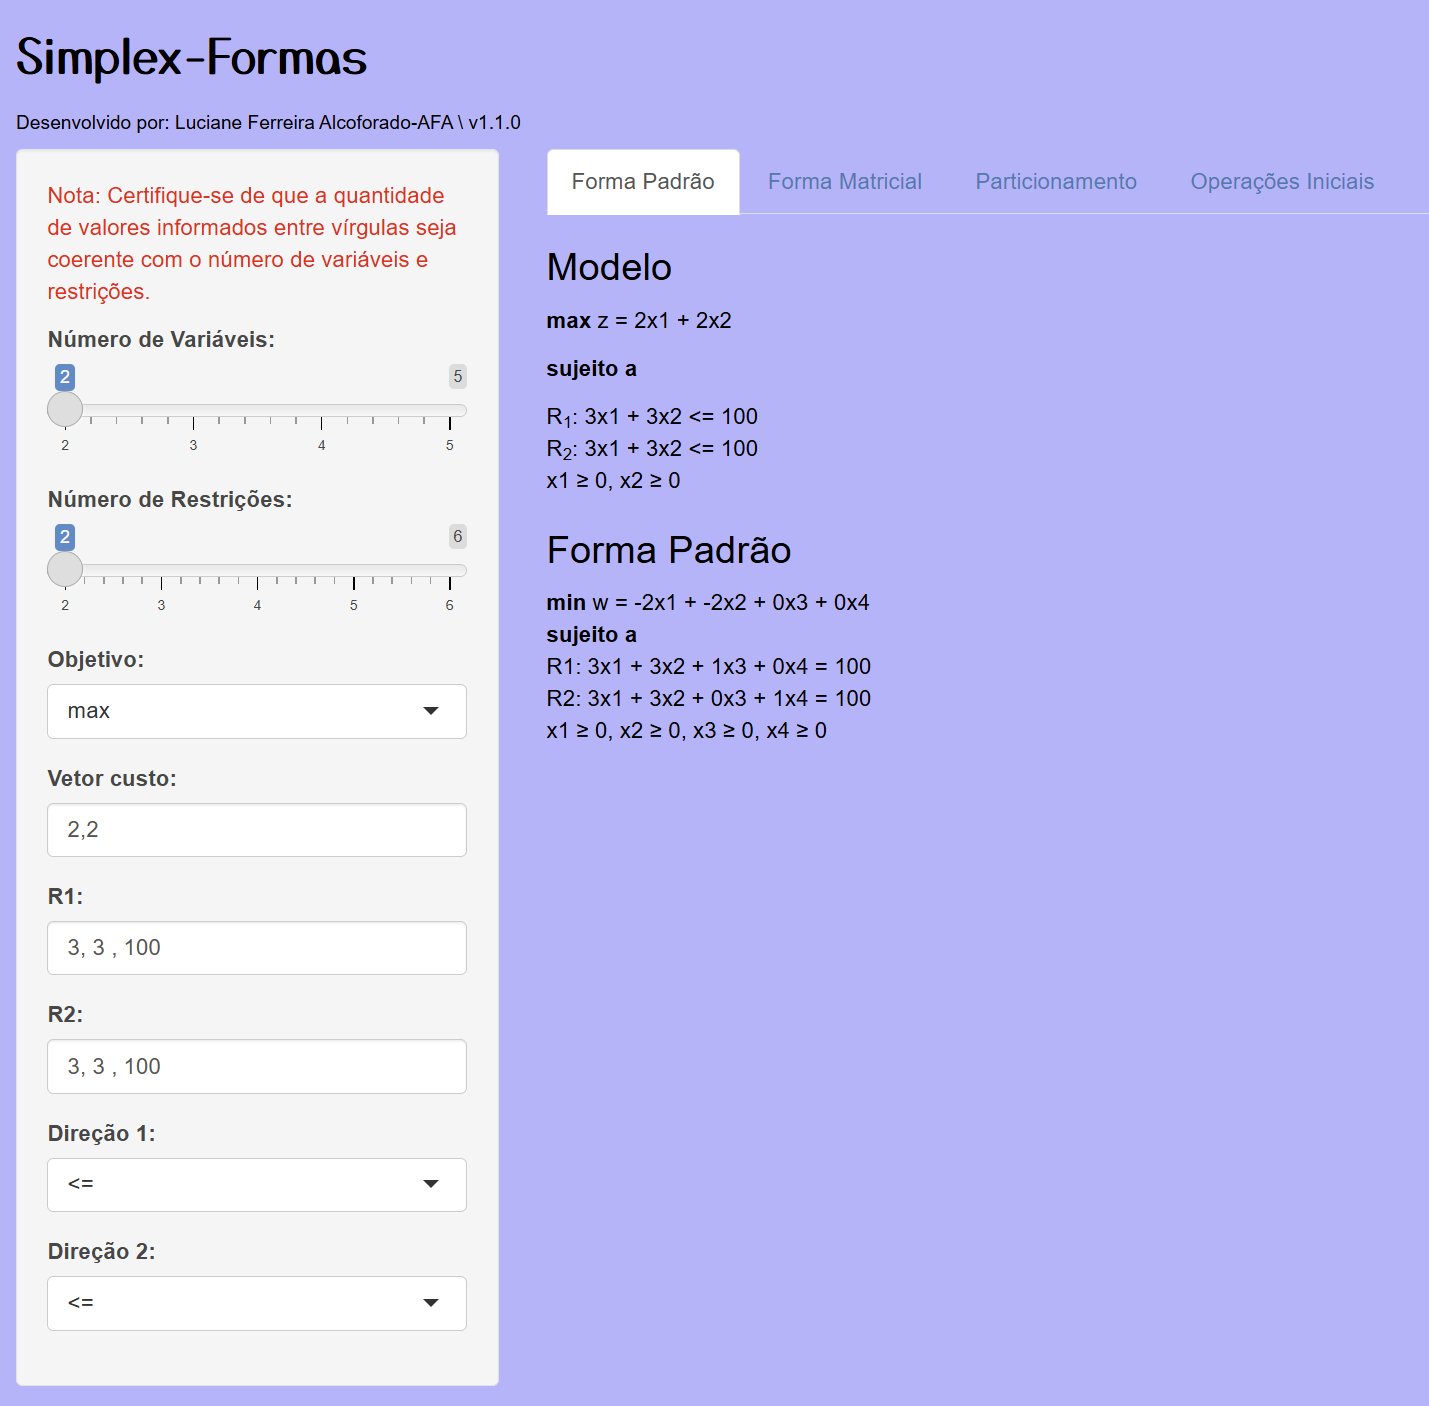 Simplex-Formas
Desenvolvido por: Luciane Ferreira Alcoforado-AFA \ v1.1.0
Nota: Certifique-se de que a quantidade
de valores informados entre vírgulas seja
coerente com o número de variáveis e
restrições.
Número de Variáveis:
2 5
2 3 4 5
Número de Restrições:
2 6
2 3 4 5 6
Objetivo:
max
Vetor custo:
2,2
R1:
3, 3 , 100
R2:
3, 3 , 100
Direção 1:
<=
Direção 2:
<=
Forma Padrão Forma Matricial Particionamento Operações Iniciais
Modelo
max z = 2x1 + 2x2
sujeito a
R1: 3x1 + 3x2 <= 100
R2: 3x1 + 3x2 <= 100
x1 ≥ 0, x2 ≥ 0
Forma Padrão
min w = -2x1 + -2x2 + 0x3 + 0x4
sujeito a
R1: 3x1 + 3x2 + 1x3 + 0x4 = 100
R2: 3x1 + 3x2 + 0x3 + 1x4 = 100
x1 ≥ 0, x2 ≥ 0, x3 ≥ 0, x4 ≥ 0